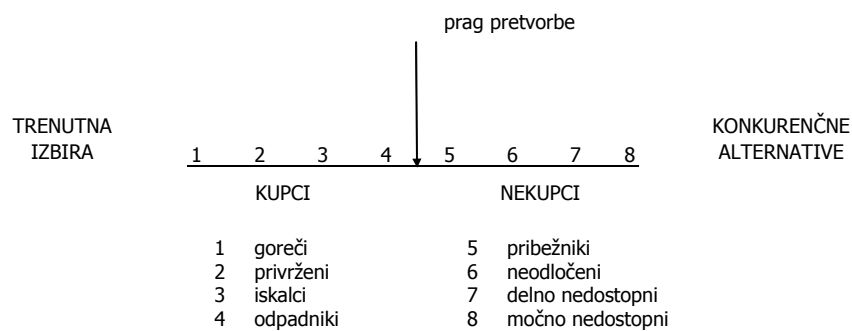 prag pretvorbe
TRENUTNA
IZBIRA
KONKURENČNE
ALTERNATIVE
1 2 3 4 5 6 7 8
KUPCI NEKUPCI
1 goreči 5 pribežniki
2 privrženi 6 neodločeni
3 iskalci 7 delno nedostopni
4 odpadniki 8 močno nedostopni